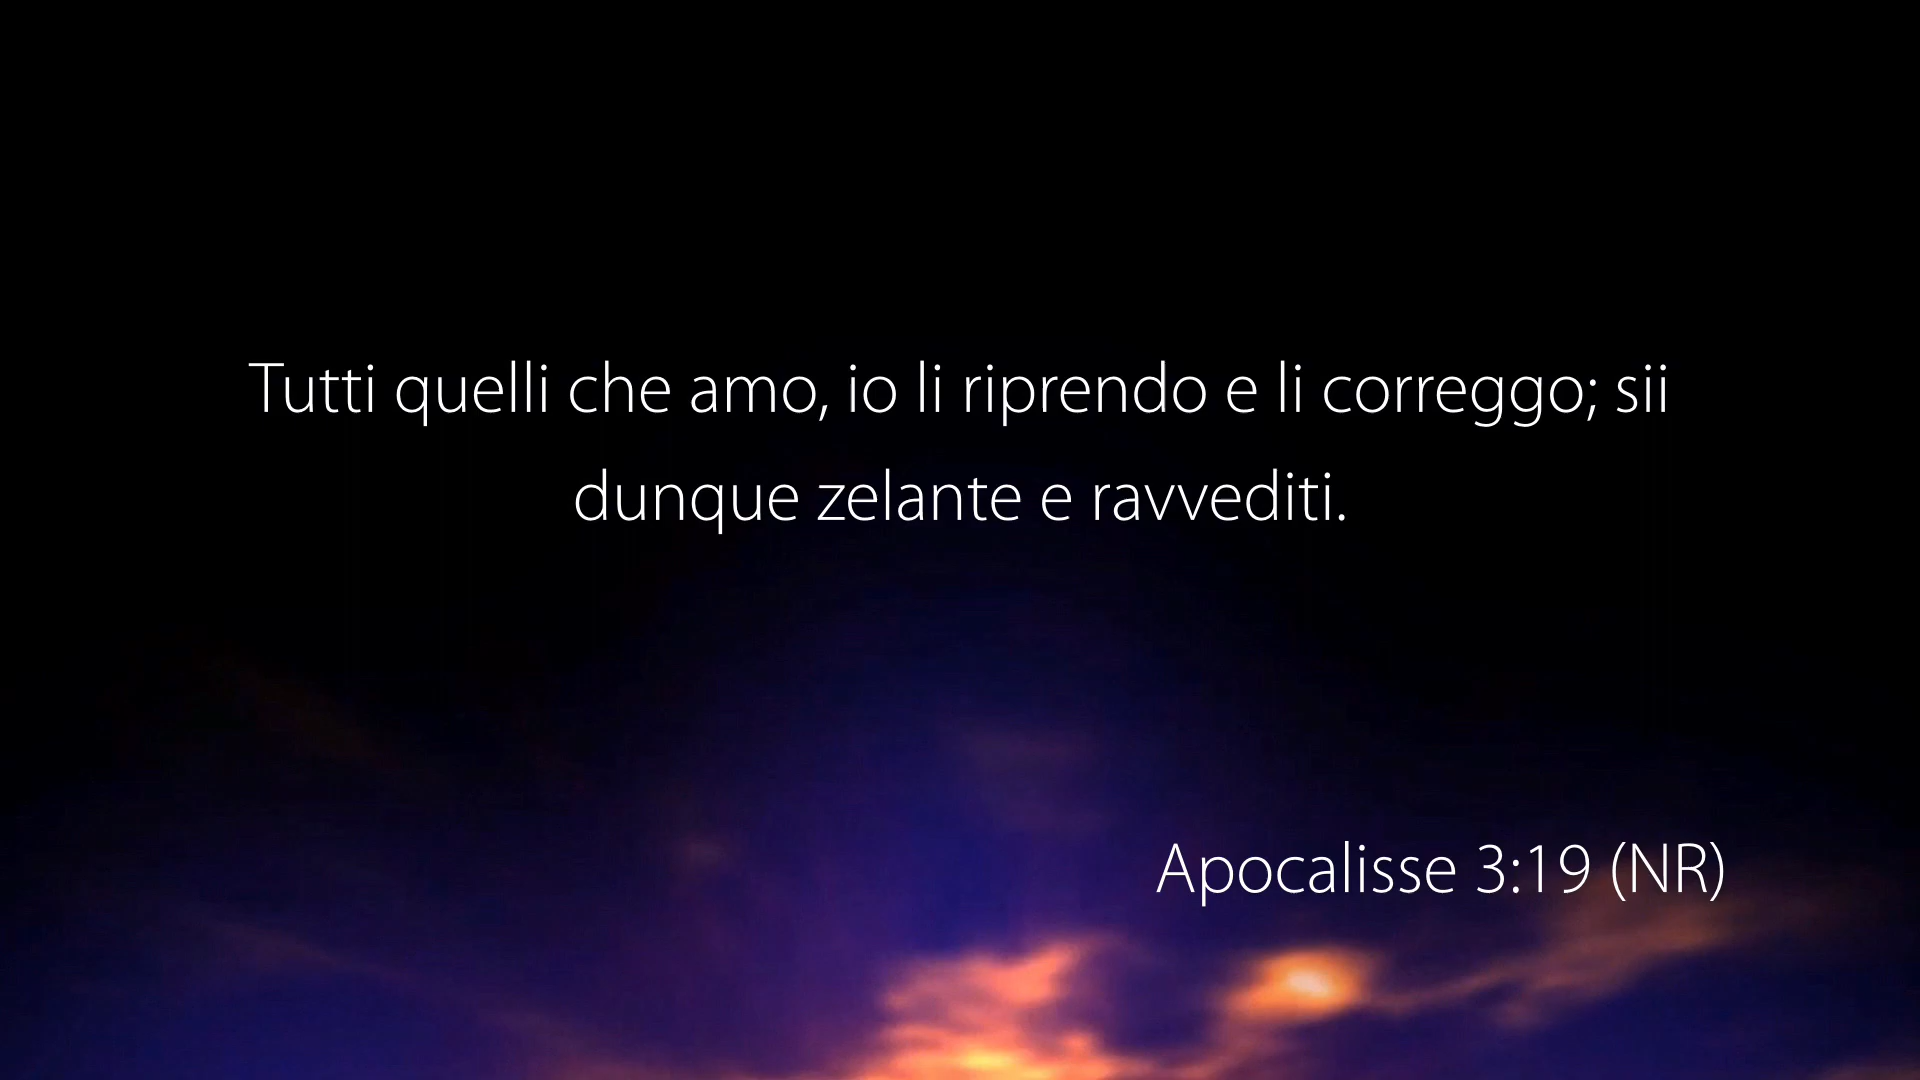 Tutti quelli che amo, io li riprendo e li correggo; sii
dunque zelante e ravvediti.
Apocalisse 3:19 (NR)